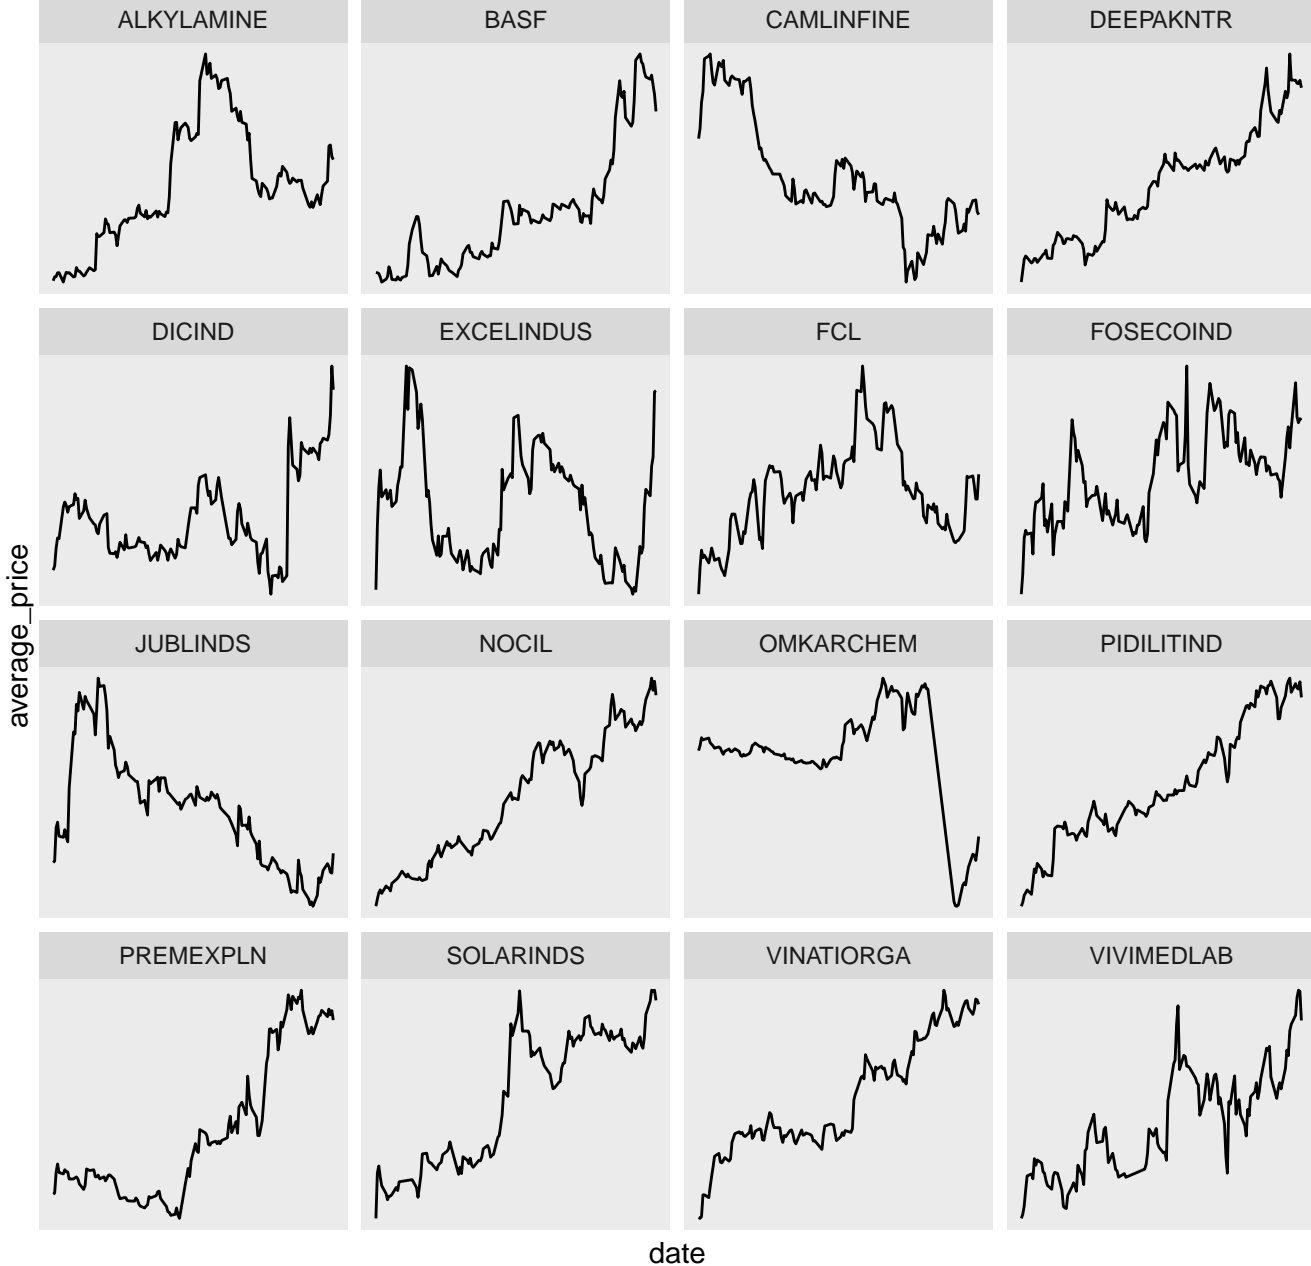 ALKYLAMINE
BASF
CAMLINFINE
DEEPAKNTR
DICIND
EXCELINDUS
FCL
FOSECOIND
average_price
JUBLINDS
NOCIL
OMKARCHEM
PIDILITIND
PREMEXPLN
SOLARINDS
VINATIORGA
VIVIMEDLAB
date